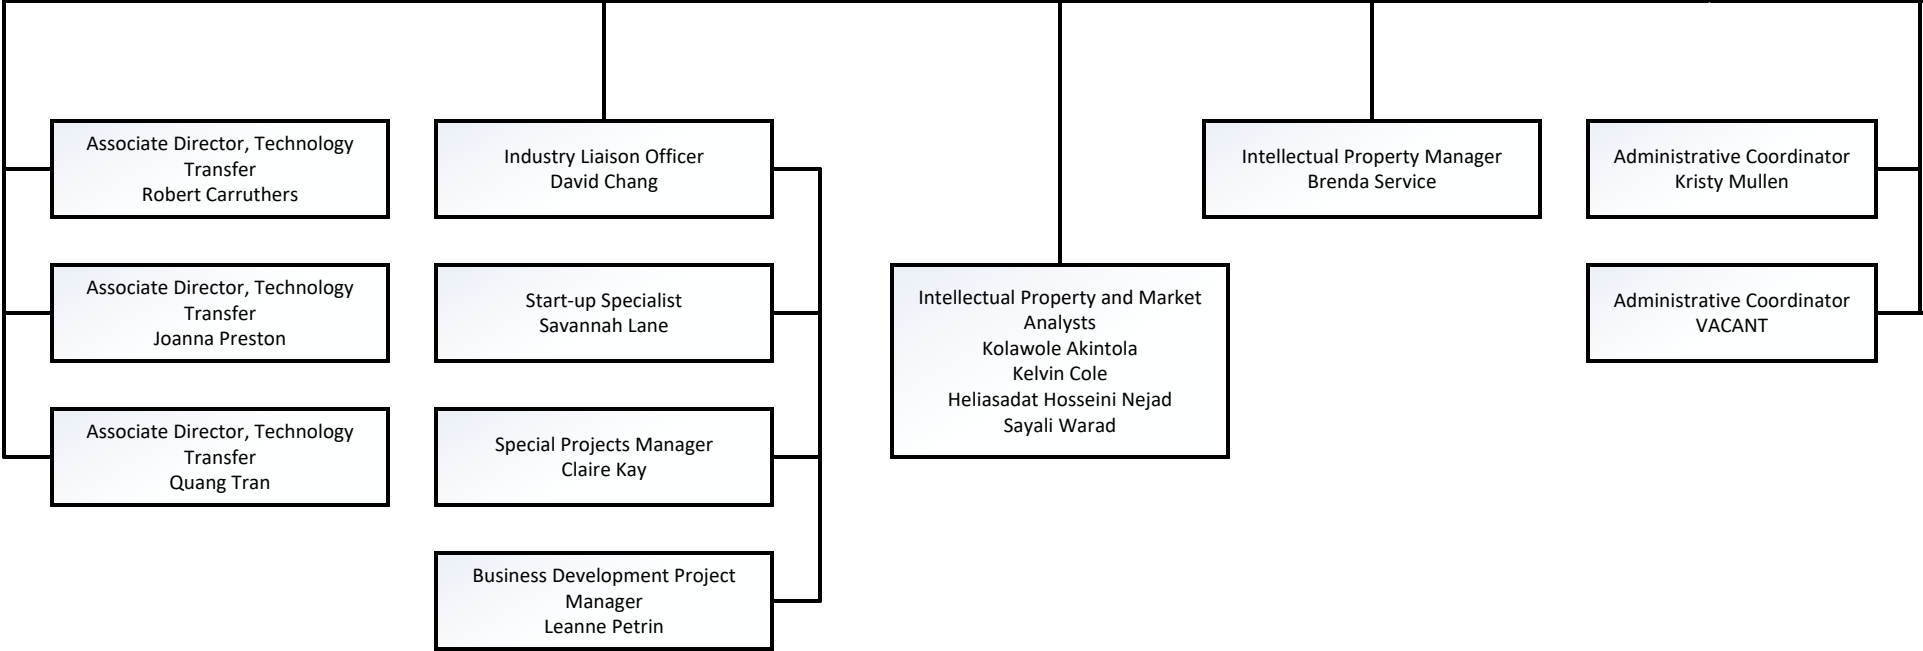 Associate Director, Technology
Transfer
Robert Carruthers
Industry Liaison Officer
David Chang
Intellectual Property Manager
Brenda Service
Administrative Coordinator
Kristy Mullen
Associate Director, Technology
Transfer
Joanna Preston
Start-up Specialist
Savannah Lane
Intellectual Property and Market
Analysts
Kolawole Akintola
Kelvin Cole
Heliasadat Hosseini Nejad
Sayali Warad
Administrative Coordinator
VACANT
Associate Director, Technology
Transfer
Quang Tran
Special Projects Manager
Claire Kay
Business Development Project
Manager
Leanne Petrin